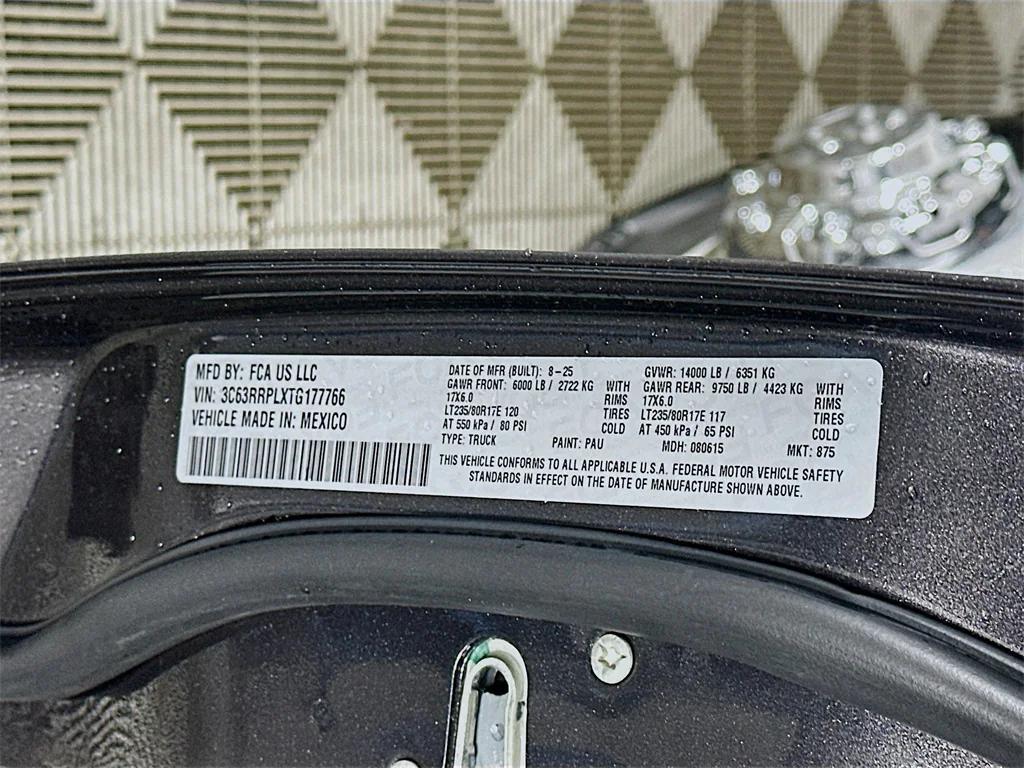 MFD BY: FCA US LLC
VIN: 3C63RRPLXTG177766
VEHICLE MADE IN: MEXICO
DATE OF MFR (BUILT): 8-25
GAWR FRONT: 6000 LB / 2722 KG WITH
17X6.0 RIMS
LT235/80R17E 120 TIRES
AT 550 kPa / 80 PSI COLD
TYPE: TRUCK PAINT: PAU
GVWR: 14000 LB / 6351 KG
GAWR REAR: 9750 LB / 4423 KG WITH
17X6.0 RIMS
LT235/80R17E 117 TIRES
AT 450 kPa / 65 PSI COLD
MDH: 080615 MKT: 875
THIS VEHICLE CONFORMS TO ALL APPLICABLE U.S.A. FEDERAL MOTOR VEHICLE SAFETY
STANDARDS IN EFFECT ON THE DATE OF MANUFACTURE SHOWN ABOVE.